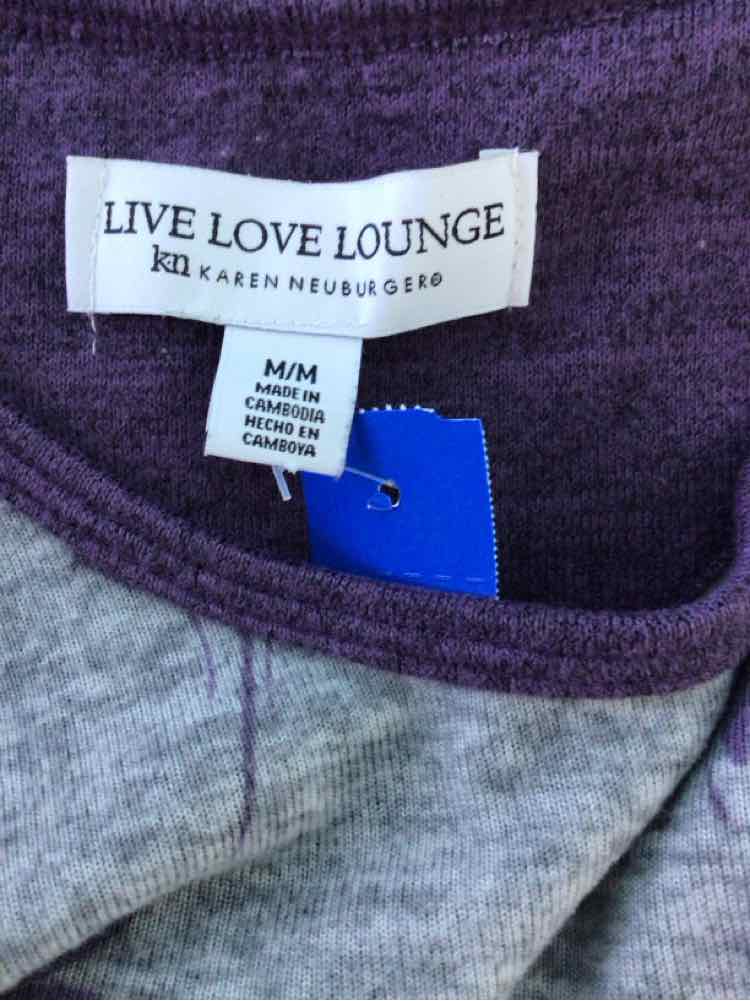 LIVE LOVE LOUNGE
kn KAREN NEUBURGER®
M/M
MADE IN
CAMBODIA
HECHO EN
CAMBOYA